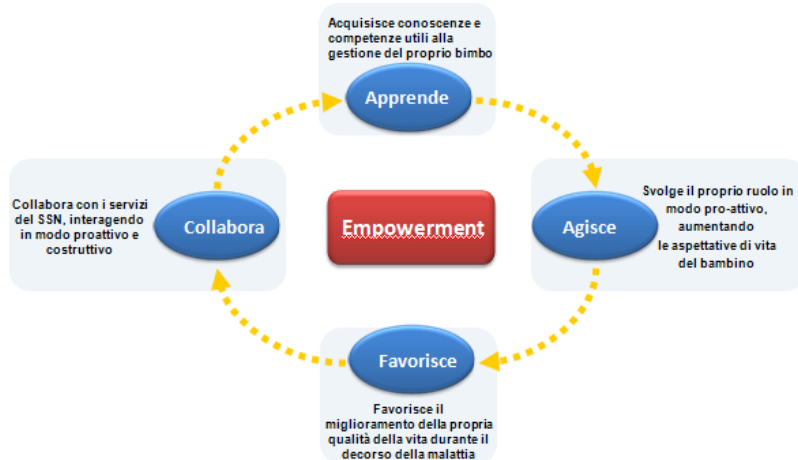 Acquisisce conoscenze e
competenze utili alla
gestione del proprio bimbo
Apprende
Collabora con i servizi
del SSN, interagendo
in modo proattivo e
costruttivo
Collabora
Empowerment
Agisce
Svolge il proprio ruolo in
modo pro-attivo,
aumentando
le aspettative di vita
del bambino
Favorisce
Favorisce il
miglioramento della propria
qualità della vita durante il
decorso della malattia